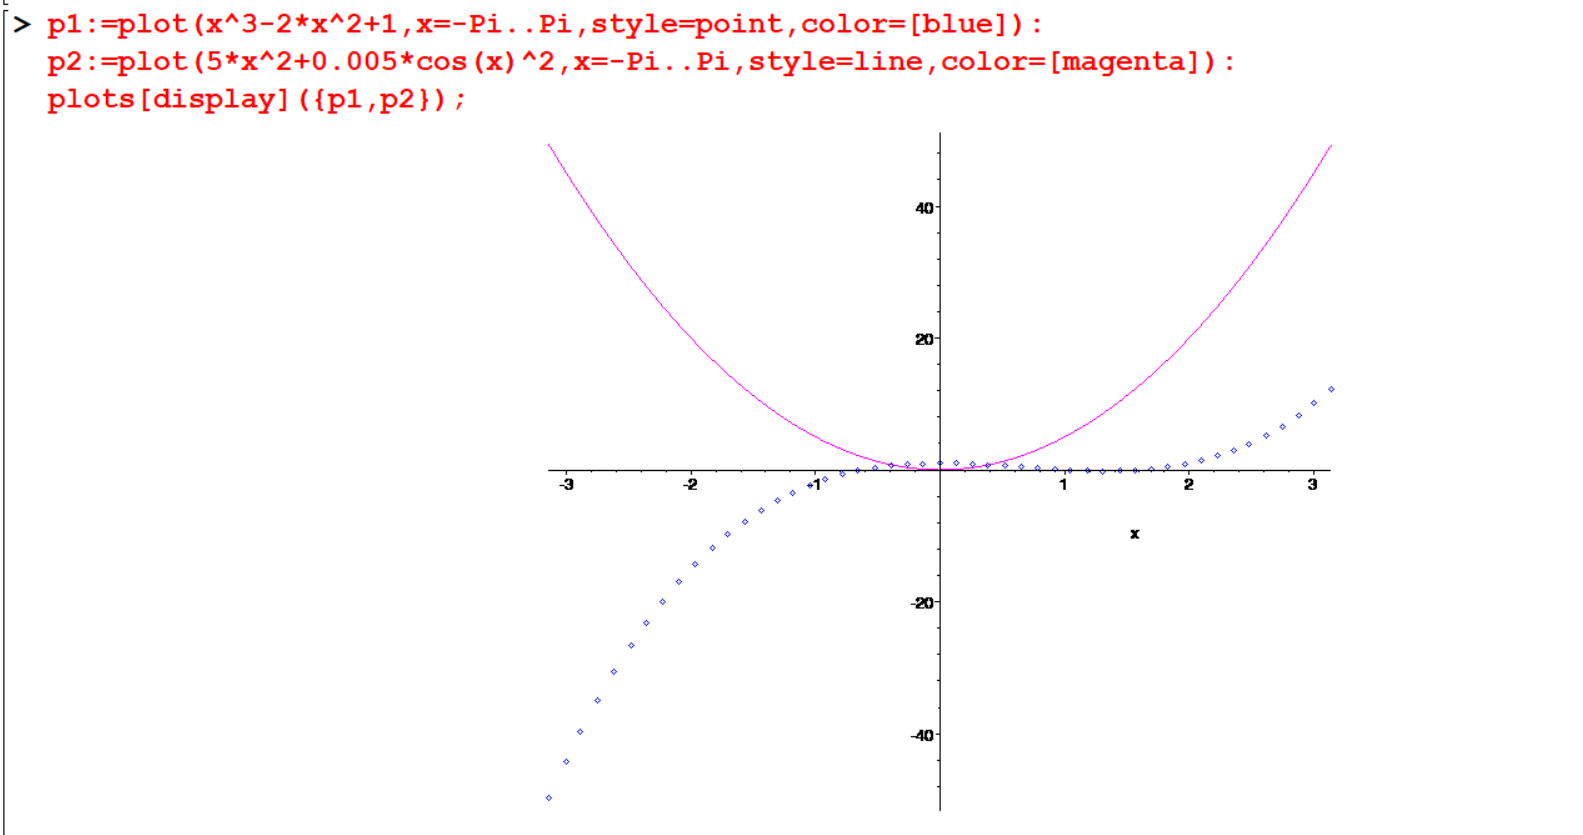 > p1:=plot(x^3-2*x^2+1,x=-Pi..Pi,style=point,color=[blue]):
p2:=plot(5*x^2+0.005*cos(x)^2,x=-Pi..Pi,style=line,color=[magenta]):
plots[display]({p1,p2});
40
20
-3 -2 -1 1 2 3
x
-20
-40